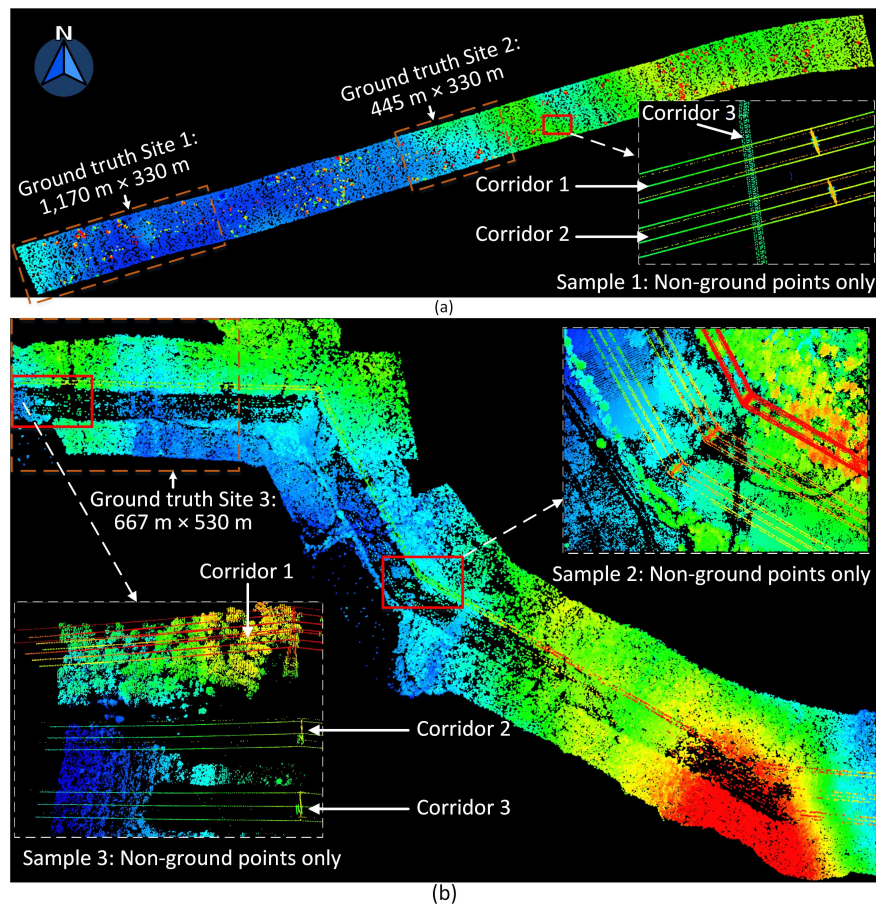 N
Ground truth Site 1:
1,170 m × 330 m
Ground truth Site 2:
445 m × 330 m
Corridor 3
Corridor 1
Corridor 2
Sample 1: Non-ground points only
(a)
Ground truth Site 3:
667 m × 530 m
Sample 2: Non-ground points only
Corridor 1
Corridor 2
Corridor 3
Sample 3: Non-ground points only
(b)